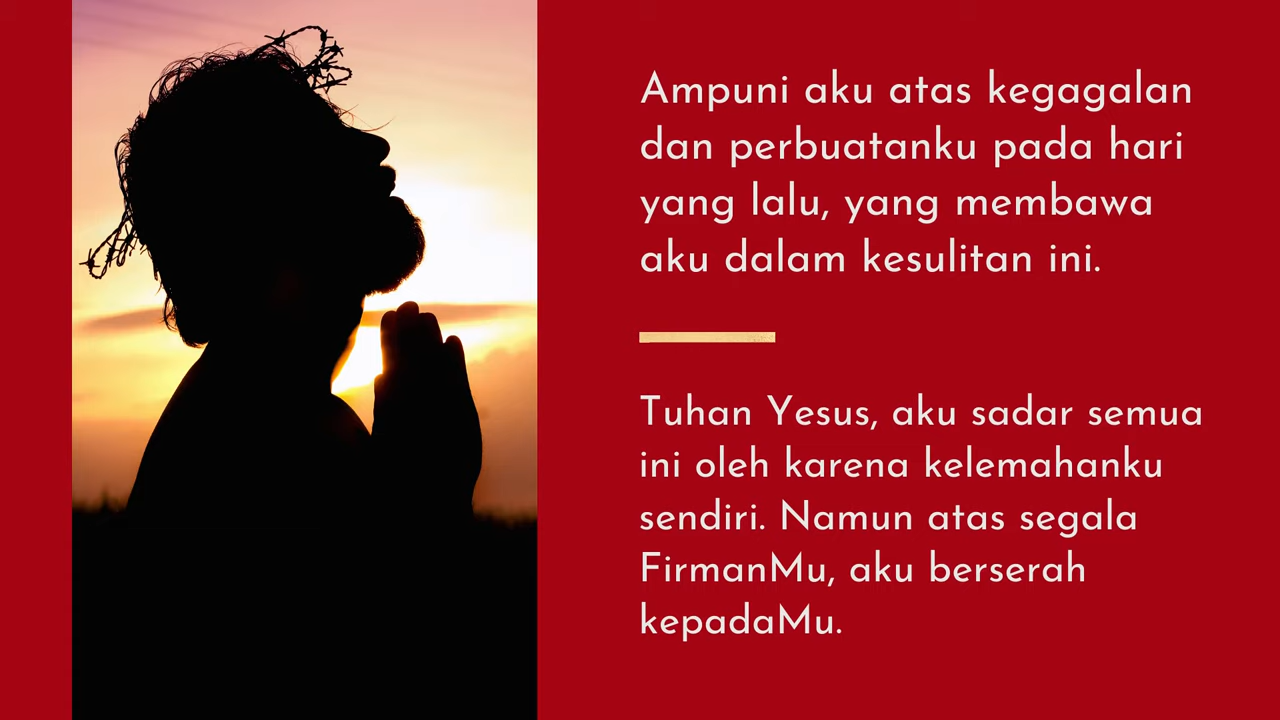 Ampuni aku atas kegagalan
dan perbuatanku pada hari
yang lalu, yang membawa
aku dalam kesulitan ini.
Tuhan Yesus, aku sadar semua
ini oleh karena kelemahanku
sendiri. Namun atas segala
FirmanMu, aku berserah
kepadaMu.